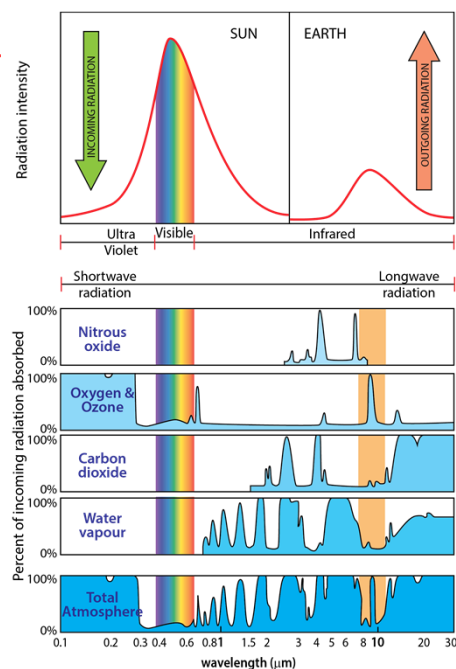 SUN
EARTH
INCOMING RADIATION
OUTGOING RADIATION
Radiation intensity
Ultra
Violet
Visible
Infrared
Shortwave
radiation
Longwave
radiation
Percent of incoming radiation absorbed
100%
Nitrous
oxide
0%
100%
Oxygen &
Ozone
0%
100%
Carbon
dioxide
0%
100%
Water
vapour
0%
100%
Total
Atmosphere
0%
0.1 0.2 0.3 0.4 0.6 0.81 1.5 2 3 4 5 6 8 10 20 30
wavelength (µm)